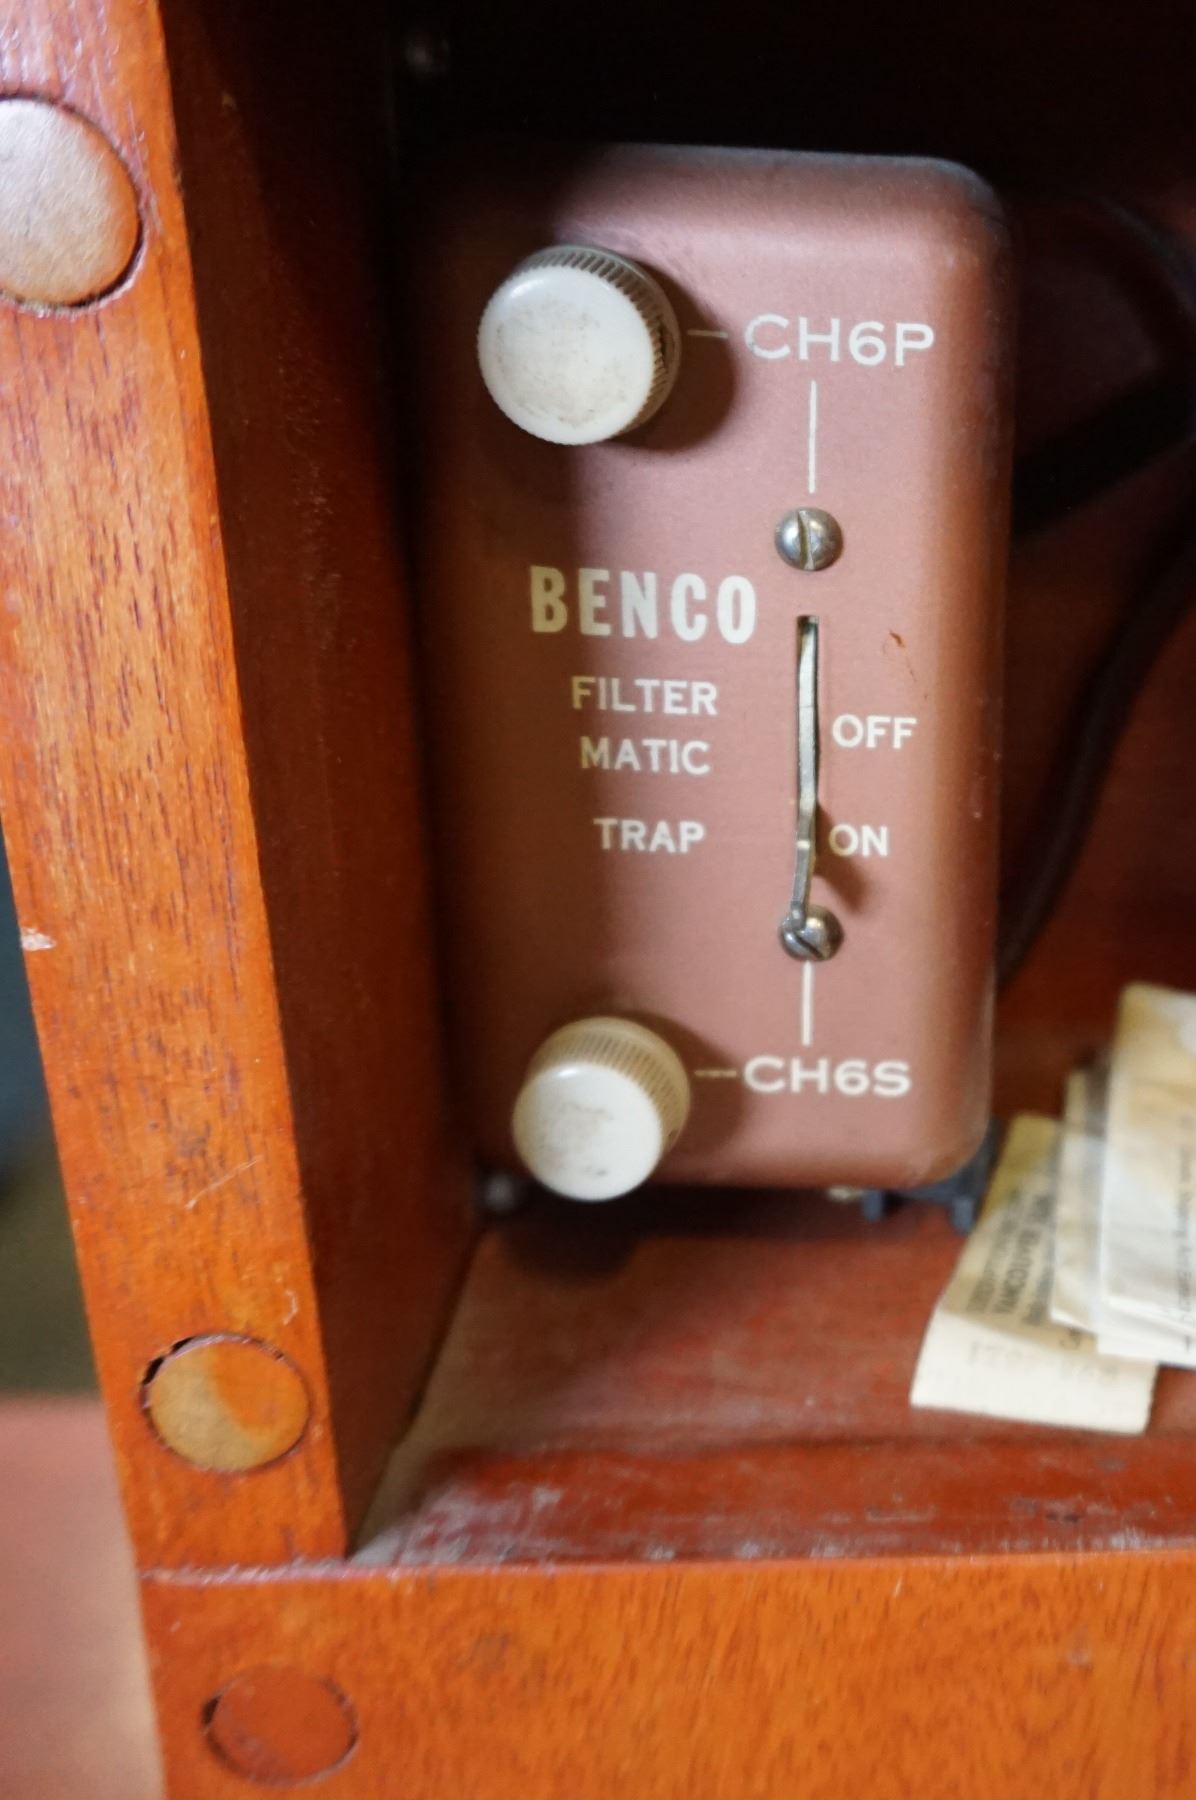 CH6P
BENCO
FILTER
MATIC
TRAP
OFF
ON
CH6S